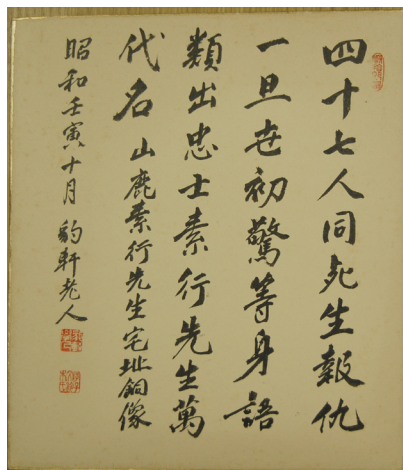 四十七人同死生報仇
一旦世初驚等身語
類出忠士素行先生萬
代名 山鹿素行先生宅址銅像
昭和壬寅十月 豹軒老人